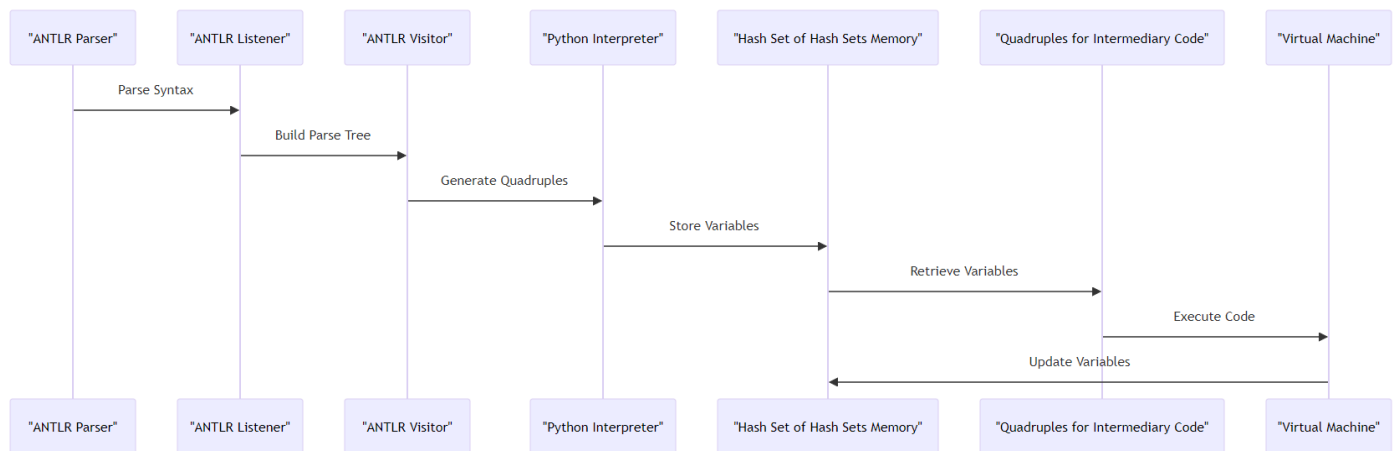 "ANTLR Parser"
"ANTLR Listener"
"ANTLR Visitor"
"Python Interpreter"
"Hash Set of Hash Sets Memory"
"Quadruples for Intermediary Code"
"Virtual Machine"
Parse Syntax
Build Parse Tree
Generate Quadruples
Store Variables
Retrieve Variables
Execute Code
Update Variables
"ANTLR Parser"
"ANTLR Listener"
"ANTLR Visitor"
"Python Interpreter"
"Hash Set of Hash Sets Memory"
"Quadruples for Intermediary Code"
"Virtual Machine"